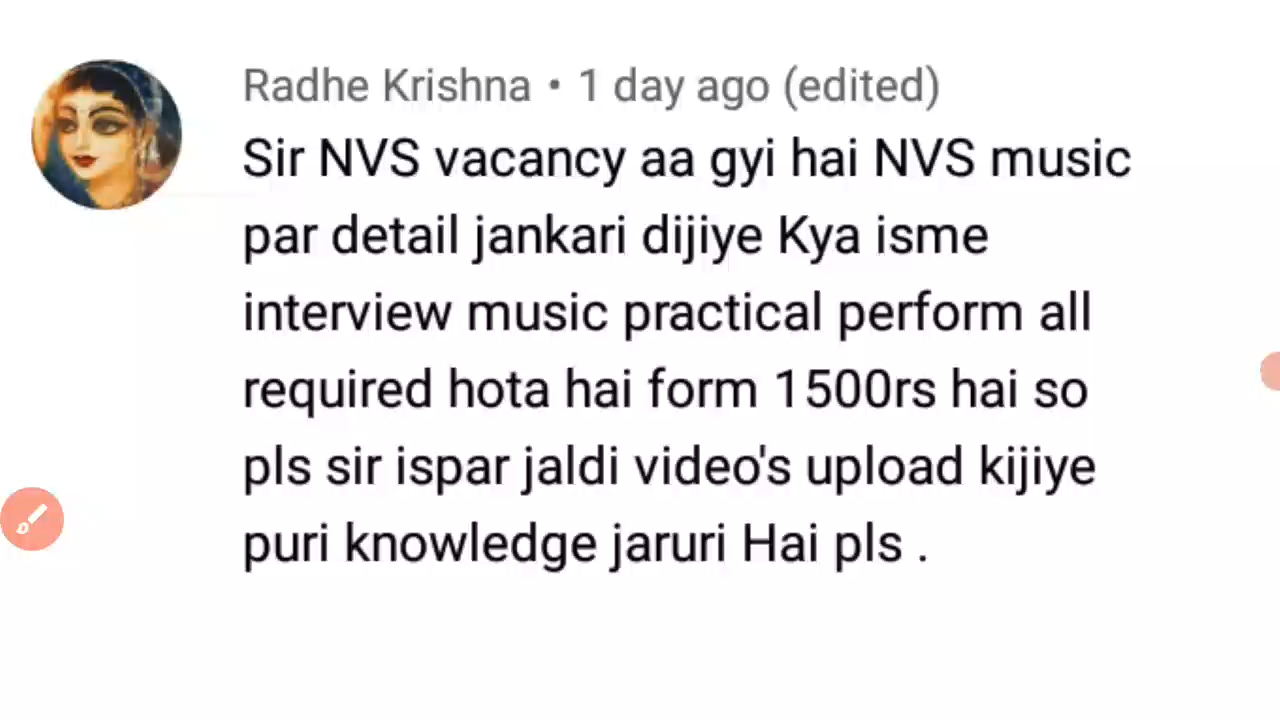 Radhe Krishna • 1 day ago (edited)
Sir NVS vacancy aa gyi hai NVS music
par detail jankari dijiye Kya isme
interview music practical perform all
required hota hai form 1500rs hai so
pls sir ispar jaldi video's upload kijiye
puri knowledge jaruri Hai pls .